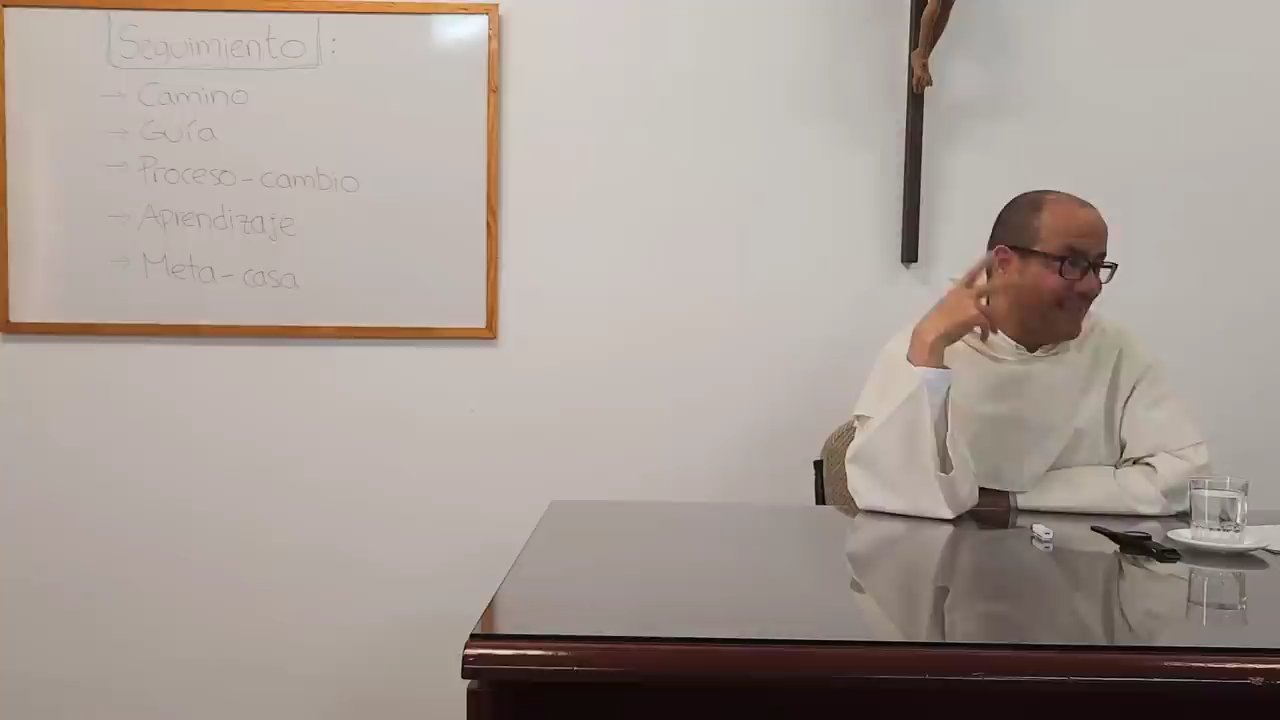 Seguimiento :
→ Camino
→ Guía
→ Proceso-cambio
→ Aprendizaje
→ Meta-casa